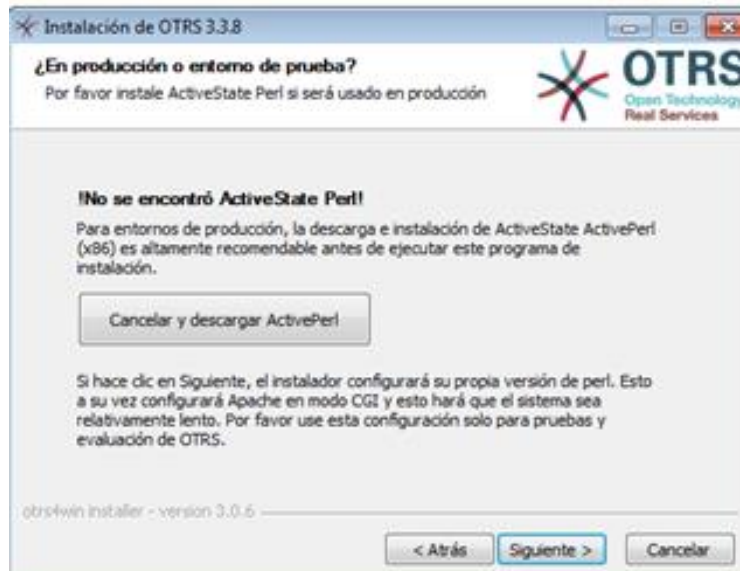 Instalación de OTRS 3.3.8
¿En producción o entorno de prueba?
Por favor instale ActiveState Perl si será usado en producción
OTRS
Open Technology
Real Services
!No se encontró ActiveState Perl!
Para entornos de producción, la descarga e instalación de ActiveState ActivePerl
(x86) es altamente recomendable antes de ejecutar este programa de
instalación.
Cancelar y descargar ActivePerl
Si hace clic en Siguiente, el instalador configurará su propia versión de perl. Esto
a su vez configurará Apache en modo CGI y esto hará que el sistema sea
relativamente lento. Por favor use esta configuración solo para pruebas y
evaluación de OTRS.
otrs4win installer - version 3.0.6
< Atrás
Siguiente >
Cancelar